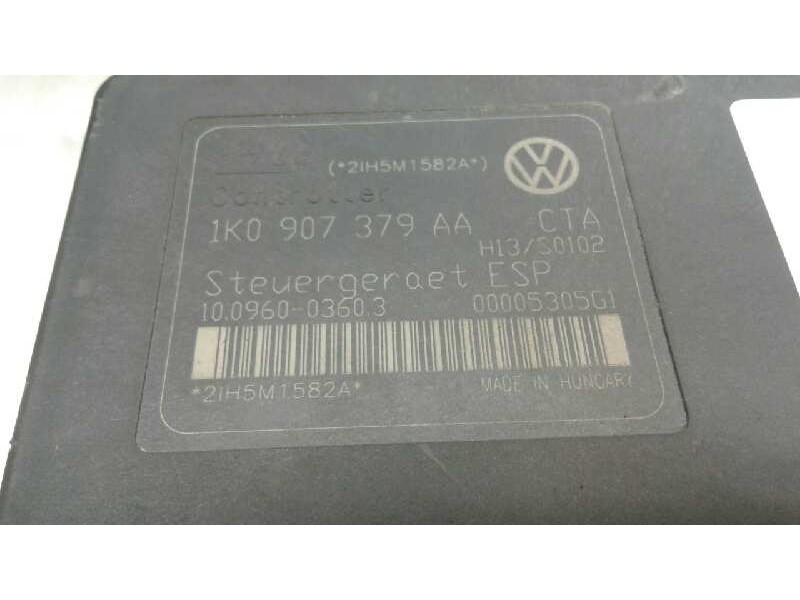 (*2IH5M1582A*)
Controller
1K0 907 379 AA CTA
H13/S0102
Steuergeraet ESP
10.0960-0360.3 00005305G1
*2IH5M1582A* MADE IN HUNGARY